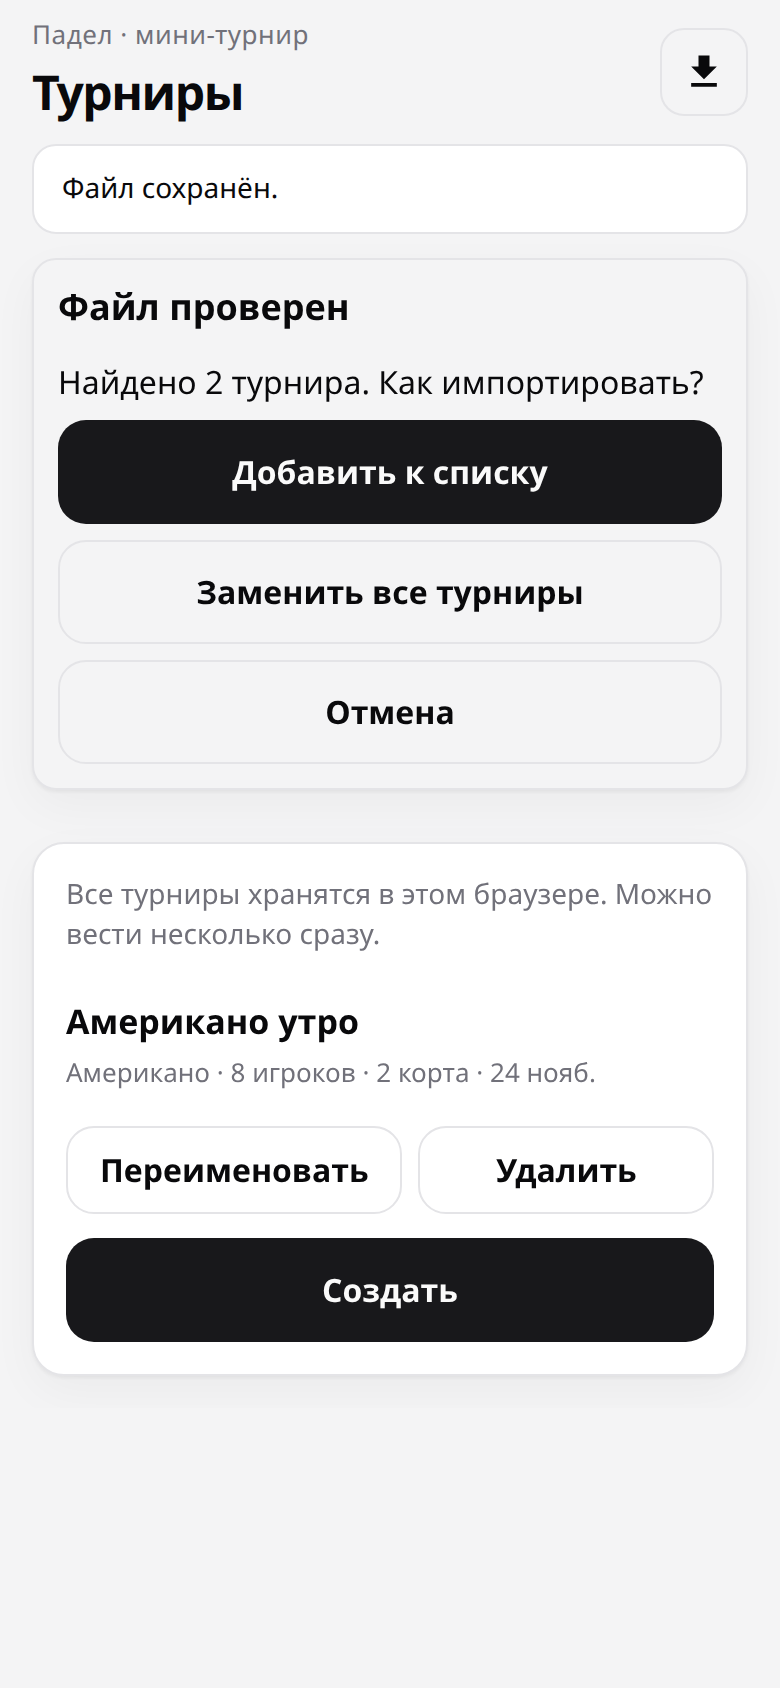 Падел · мини-турнир
Турниры
Файл сохранён.
Файл проверен
Найдено 2 турнира. Как импортировать?
Добавить к списку
Заменить все турниры
Отмена
Все турниры хранятся в этом браузере. Можно
вести несколько сразу.
Американо утро
Американо · 8 игроков · 2 корта · 24 нояб.
Переименовать
Удалить
Создать